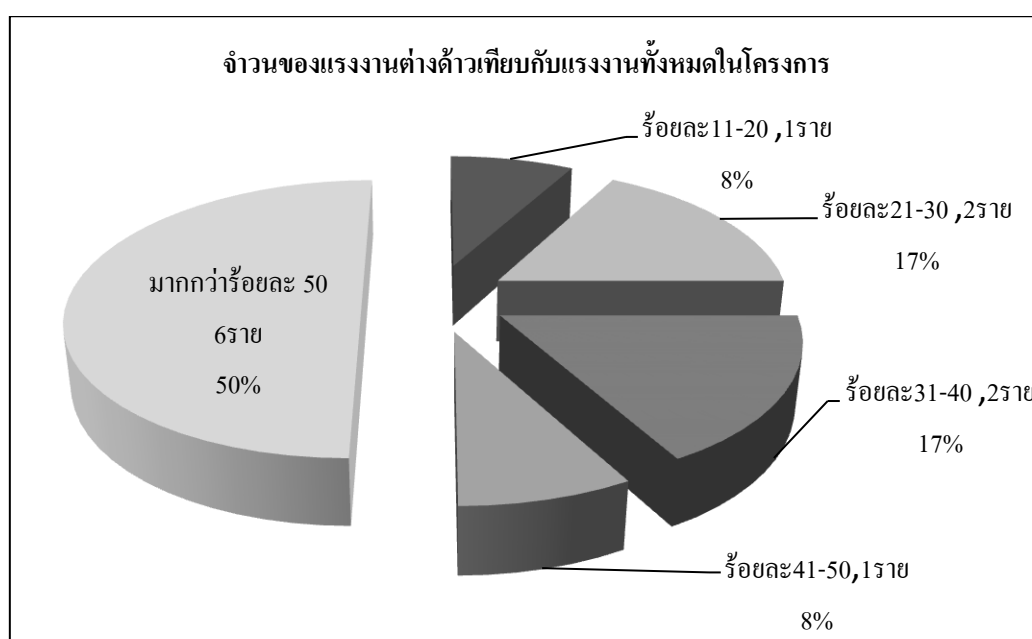 จำวนของแรงงานต่างด้าวเทียบกับแรงงานทั้งหมดในโครงการ
ร้อยละ11-20 ,1ราย
8%
ร้อยละ21-30 ,2ราย
17%
มากกว่าร้อยละ 50
6ราย
50%
ร้อยละ31-40 ,2ราย
17%
ร้อยละ41-50,1ราย
8%